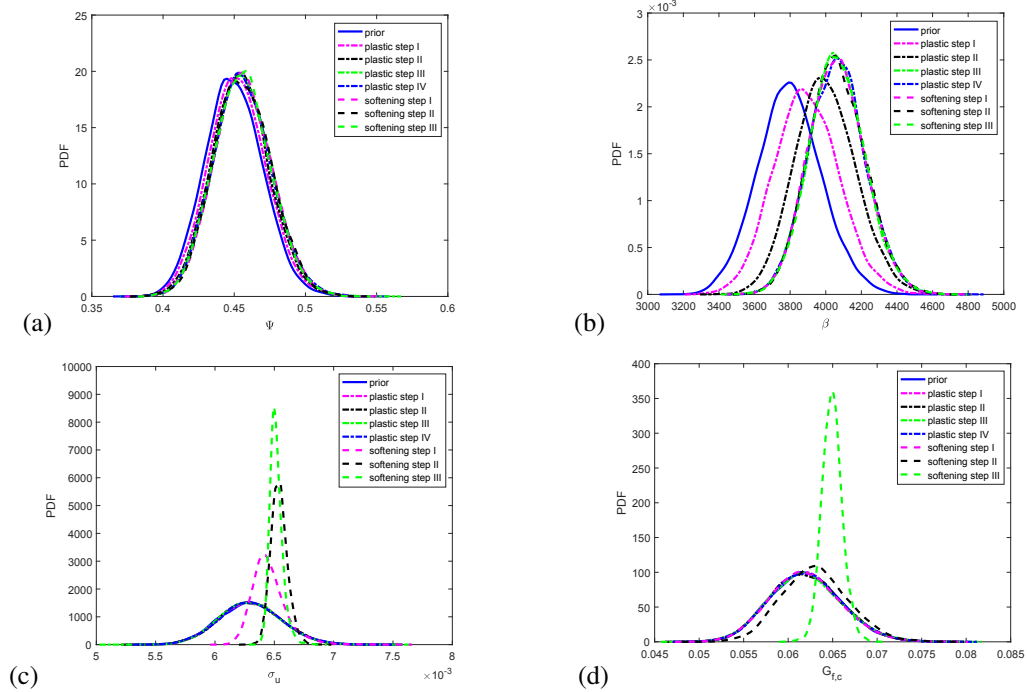 25
20
15
10
5
0
PDF
0.35 0.4 0.45 0.5 0.55 0.6
Ψ
prior
plastic step I
plastic step II
plastic step III
plastic step IV
softening step I
softening step II
softening step III
(a)
×10⁻³
3
2.5
2
1.5
1
0.5
0
PDF
3000 3200 3400 3600 3800 4000 4200 4400 4600 4800 5000
β
prior
plastic step I
plastic step II
plastic step III
plastic step IV
softening step I
softening step II
softening step III
(b)
10000
9000
8000
7000
6000
5000
4000
3000
2000
1000
0
PDF
5 5.5 6 6.5 7 7.5 8
σ_u
×10⁻³
prior
plastic step I
plastic step II
plastic step III
plastic step IV
softening step I
softening step II
softening step III
(c)
400
350
300
250
200
150
100
50
0
PDF
0.045 0.05 0.055 0.06 0.065 0.07 0.075 0.08 0.085
G_f,c
prior
plastic step I
plastic step II
plastic step III
plastic step IV
softening step I
softening step II
softening step III
(d)